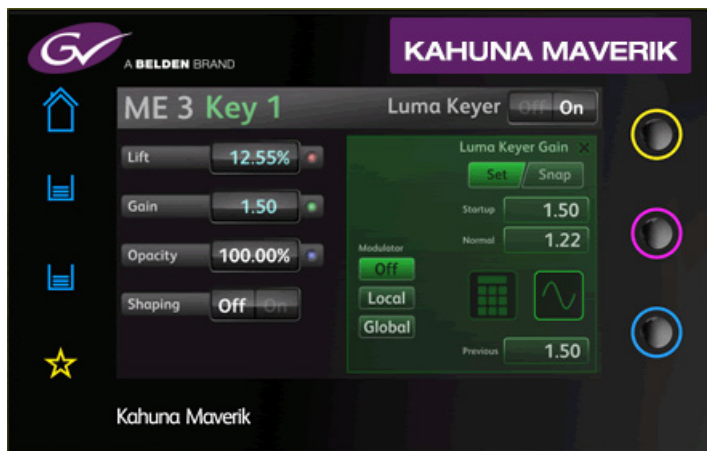 GV
A BELDEN BRAND
KAHUNA MAVERIK
ME 3 Key 1
Luma Keyer Off On
Lift 12.55%
Gain 1.50
Opacity 100.00%
Shaping Off On
Luma Keyer Gain
Set Snap
Startup 1.50
Normal 1.22
Modulator
Off
Local
Global
Previous 1.50
Kahuna Maverik